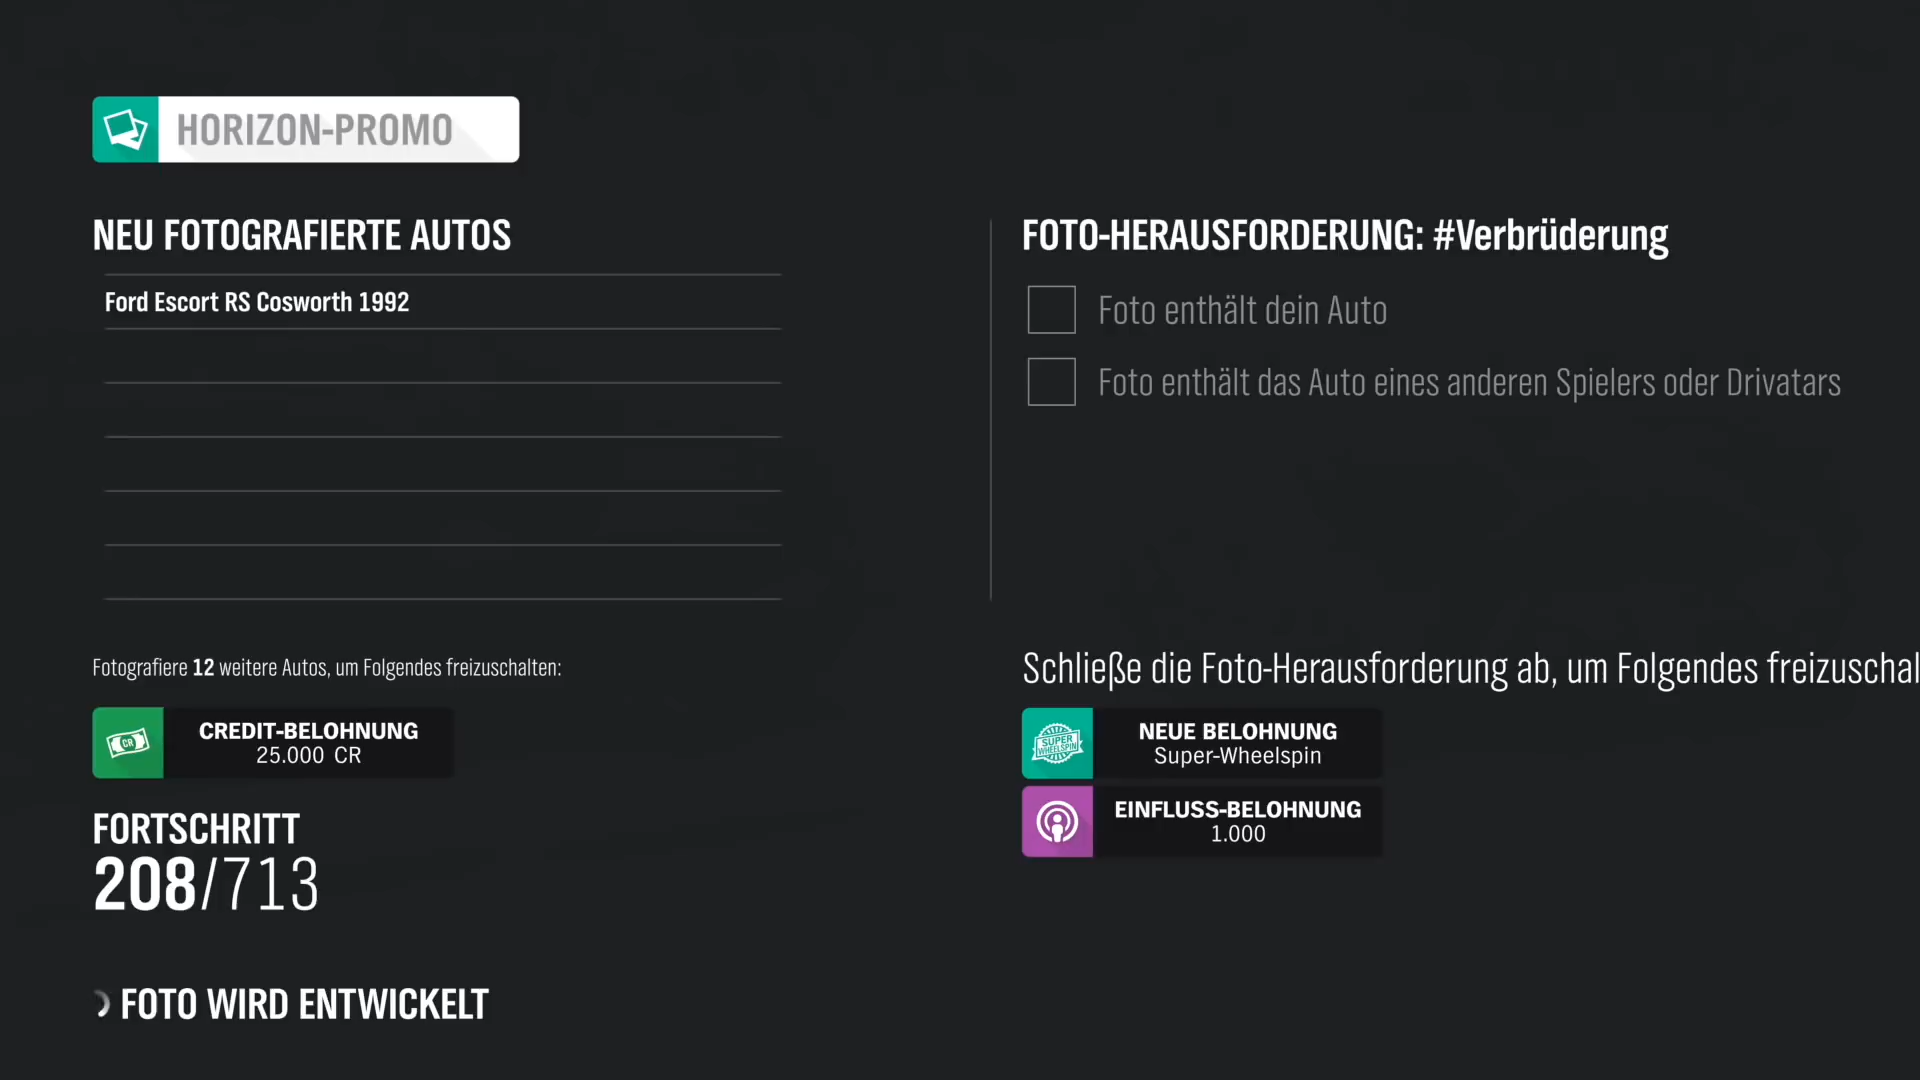 HORIZON-PROMO
NEU FOTOGRAFIERTE AUTOS
Ford Escort RS Cosworth 1992
Fotografiere 12 weitere Autos, um Folgendes freizuschalten:
CR
CREDIT-BELOHNUNG
25.000 CR
FORTSCHRITT
208/713
FOTO WIRD ENTWICKELT
FOTO-HERAUSFORDERUNG: #Verbrüderung
Foto enthält dein Auto
Foto enthält das Auto eines anderen Spielers oder Drivatars
Schließe die Foto-Herausforderung ab, um Folgendes freizuschal
SUPER
WHEELSPIN
NEUE BELOHNUNG
Super-Wheelspin
EINFLUSS-BELOHNUNG
1.000